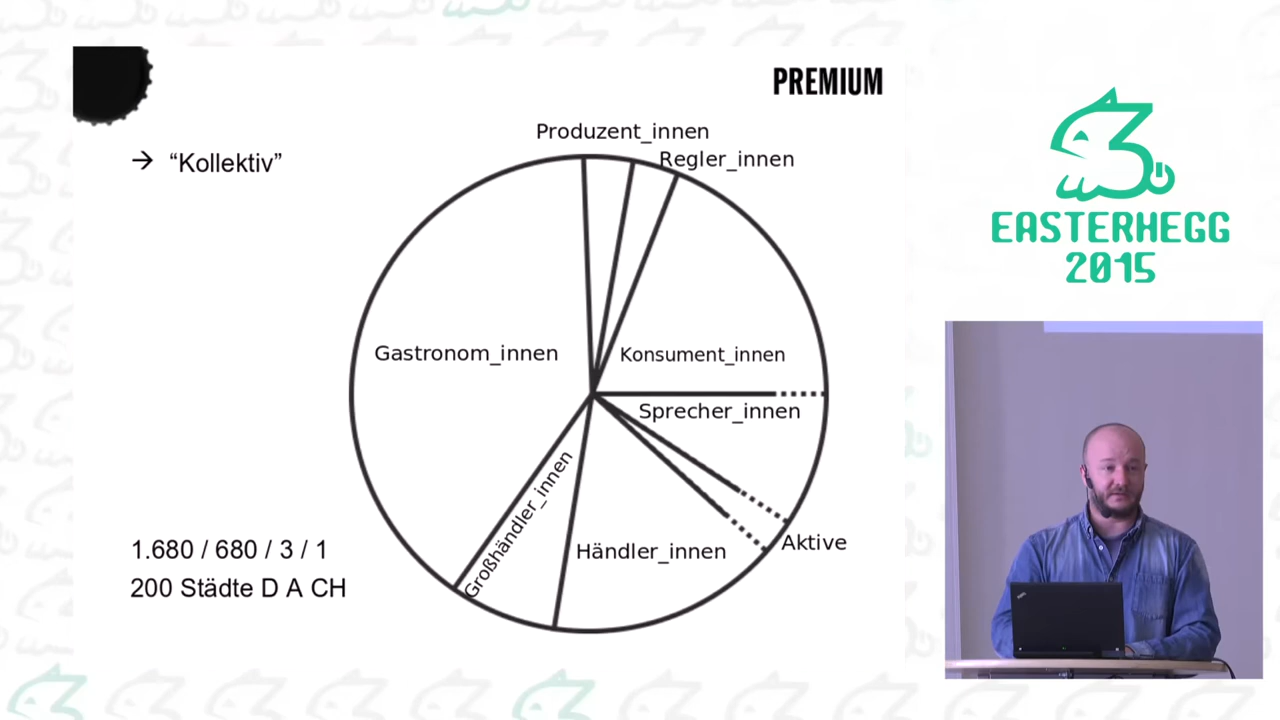 PREMIUM
→ “Kollektiv”
Produzent_innen
Regler_innen
Gastronom_innen
Konsument_innen
Sprecher_innen
Großhändler_innen
Händler_innen
Aktive
1.680 / 680 / 3 / 1
200 Städte D A CH
EASTERHEGG
2015